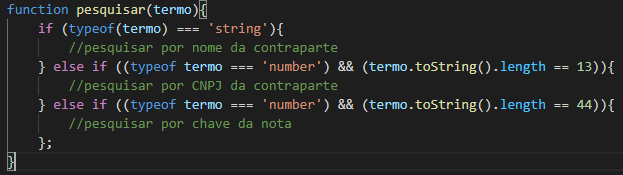 function pesquisar(termo){
if (typeof(termo) === 'string'){
//pesquisar por nome da contraparte
} else if ((typeof termo === 'number') && (termo.toString().length == 13)){
//pesquisar por CNPJ da contraparte
} else if ((typeof termo === 'number') && (termo.toString().length == 44)){
//pesquisar por chave da nota
};
}